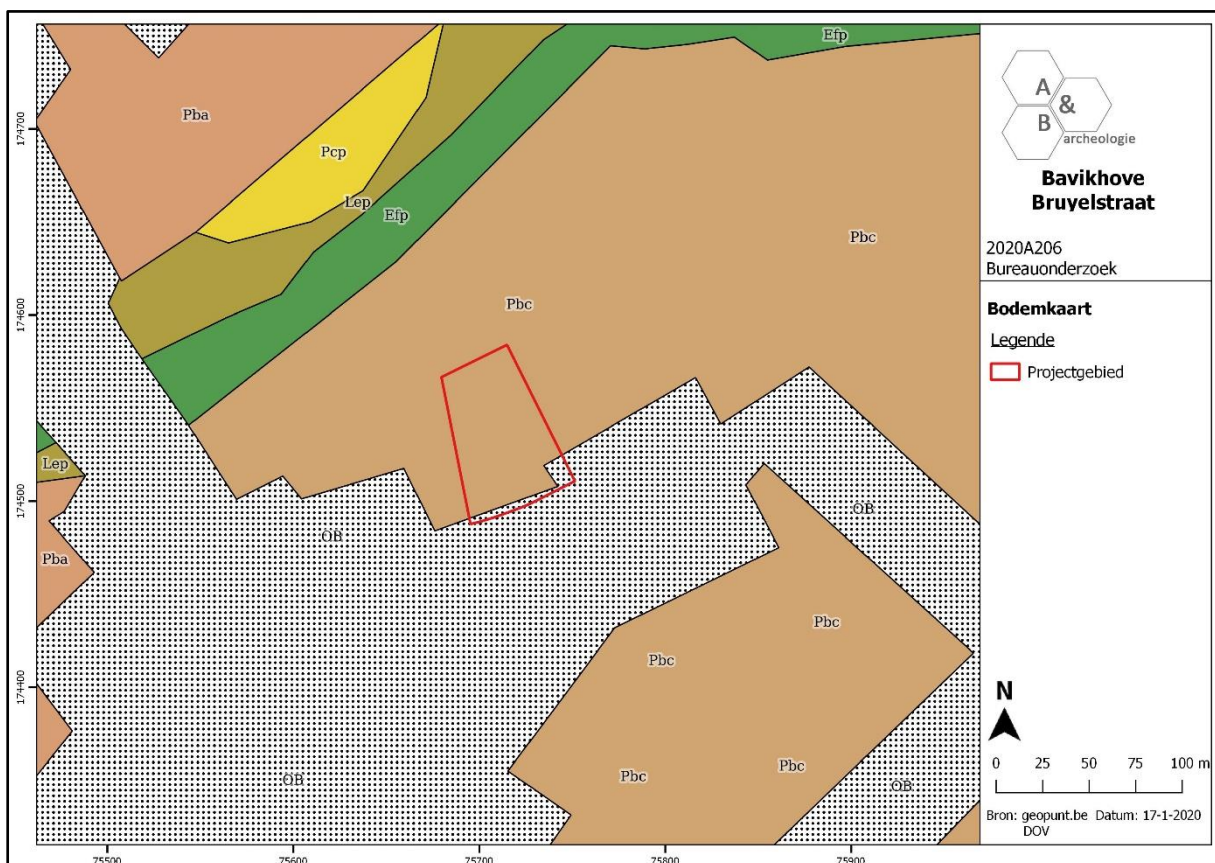 Efp
Pba
174700
Pcp
Lep
Efp
Pbc
174600
Pbc
Lep
174500
OB
OB
Pba
Pbc
Pbc
174400
Pbc
Pbc
OB
OB
75500
75600
75700
75800
75900
A
&
B
archeologie
Bavikhove
Bruyelstraat
2020A206
Bureauonderzoek
Bodemkaart
Legende
Projectgebied
N
0 25 50 75 100 m
Bron: geopunt.be Datum: 17-1-2020
DOV